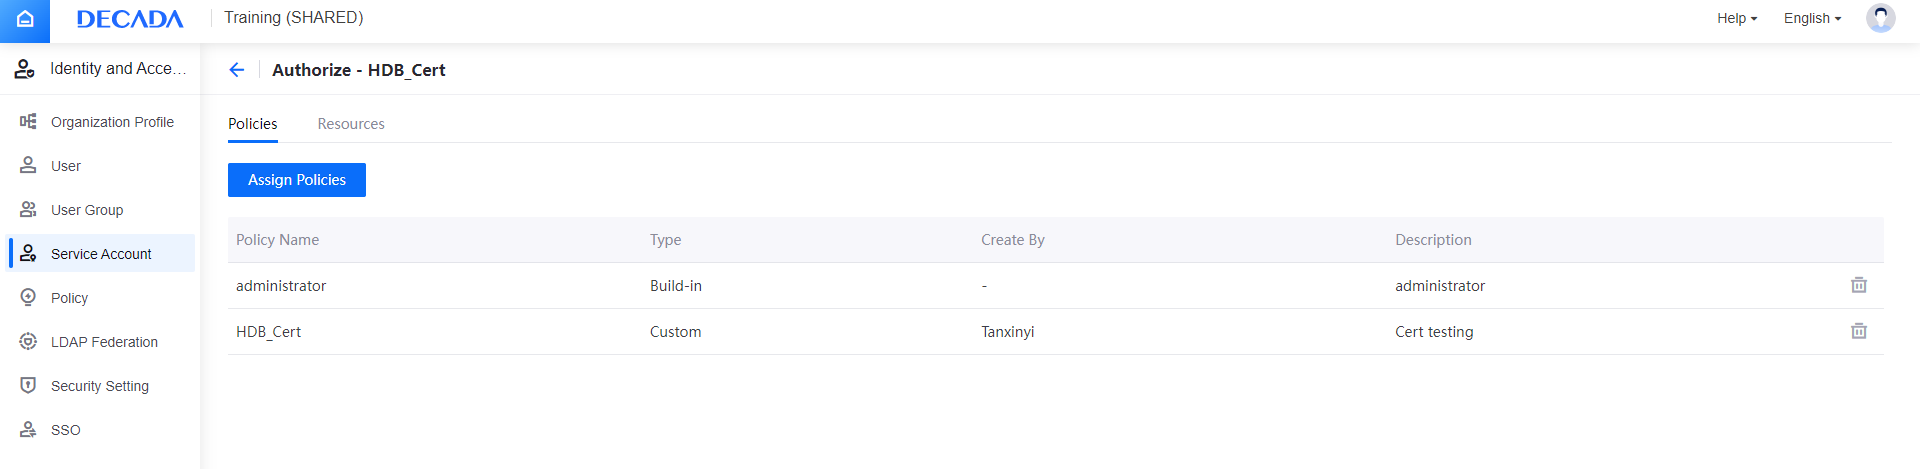 DECADA
Training (SHARED)
Help
English
Identity and Acce...
Organization Profile
User
User Group
Service Account
Policy
LDAP Federation
Security Setting
SSO
Authorize - HDB_Cert
Policies Resources
Assign Policies
Policy Name Type Create By Description
administrator Build-in - administrator
HDB_Cert Custom Tanxinyi Cert testing